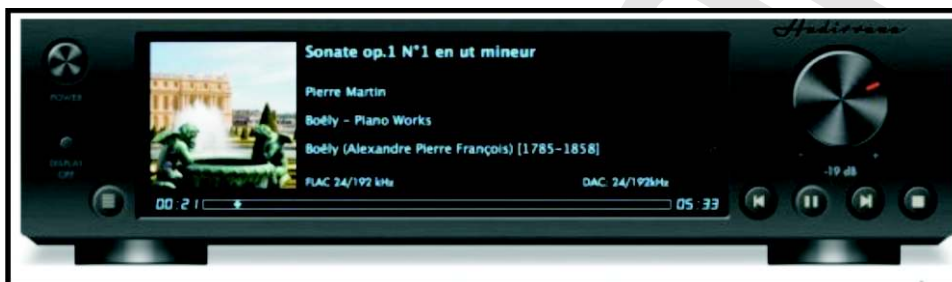 Audirvana
POWER
DISPLAY
OFF
Sonate op.1 N°1 en ut mineur
Pierre Martin
Boëly - Piano Works
Boëly (Alexandre Pierre François) [1785-1858]
FLAC 24/192 kHz
DAC: 24/192kHz
00:21
05:33
- +
-19 dB